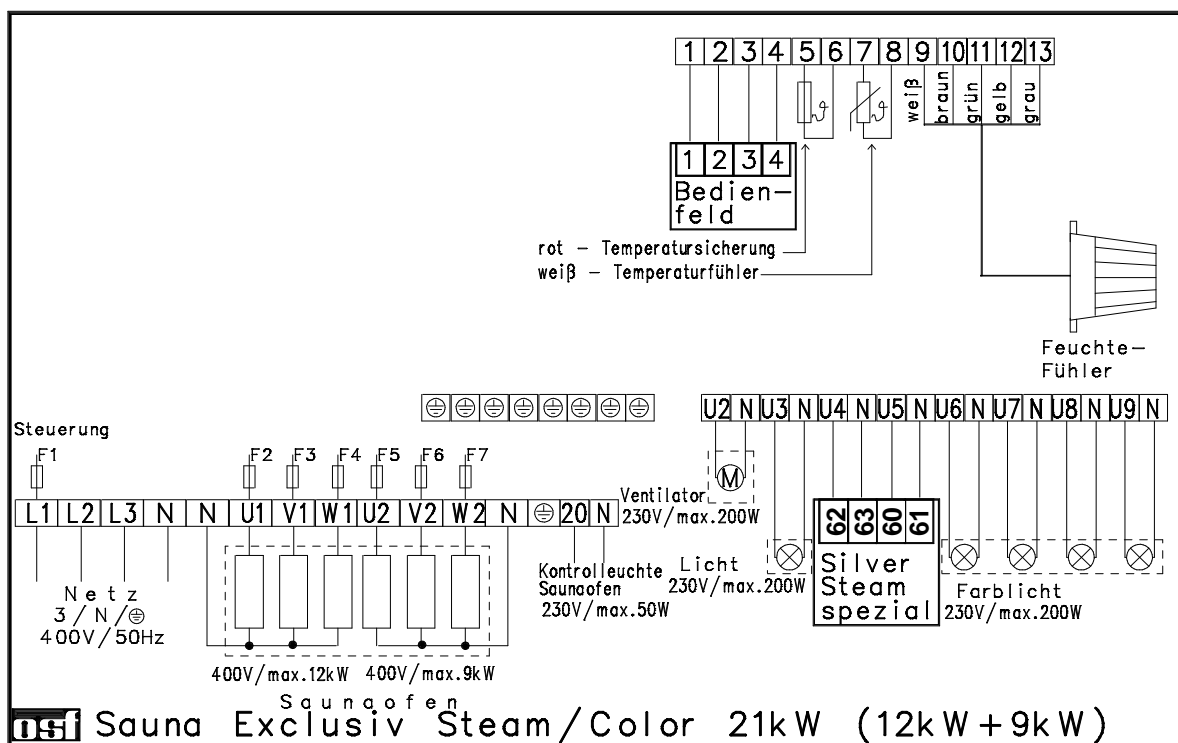 1 2 3 4 5 6 7 8 9 10 11 12 13
weiß
braun
grün
gelb
grau
1 2 3 4
Bedien-
feld
rot - Temperatursicherung
weiß - Temperaturfühler
Feuchte-
Fühler
U2 N U3 N U4 N U5 N U6 N U7 N U8 N U9 N
Steuerung
F1 F2 F3 F4 F5 F6 F7
L1 L2 L3 N N U1 V1 W1 U2 V2 W2 N 20 N
M
Ventilator
230V/max.200W
62 63 60 61
Silver
Steam
spezial
Licht
230V/max.200W
Farblicht
230V/max.200W
Kontrolleuchte
Saunaofen
230V/max.50W
Netz
3/N/
400V/50Hz
400V/max.12kW 400V/max.9kW
Saunaofen
osf Sauna Exclusiv Steam/Color 21kW (12kW+9kW)